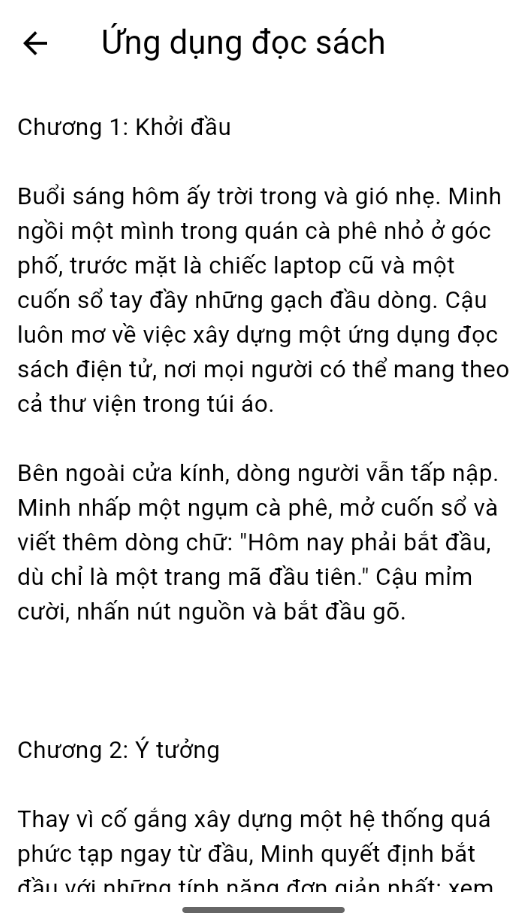 Ứng dụng đọc sách
Chương 1: Khởi đầu
Buổi sáng hôm ấy trời trong và gió nhẹ. Minh
ngồi một mình trong quán cà phê nhỏ ở góc
phố, trước mặt là chiếc laptop cũ và một
cuốn sổ tay đầy những gạch đầu dòng. Cậu
luôn mơ về việc xây dựng một ứng dụng đọc
sách điện tử, nơi mọi người có thể mang theo
cả thư viện trong túi áo.
Bên ngoài cửa kính, dòng người vẫn tấp nập.
Minh nhấp một ngụm cà phê, mở cuốn sổ và
viết thêm dòng chữ: "Hôm nay phải bắt đầu,
dù chỉ là một trang mã đầu tiên." Cậu mỉm
cười, nhấn nút nguồn và bắt đầu gõ.
Chương 2: Ý tưởng
Thay vì cố gắng xây dựng một hệ thống quá
phức tạp ngay từ đầu, Minh quyết định bắt
đầu với những tính năng đơn giản nhất: xem